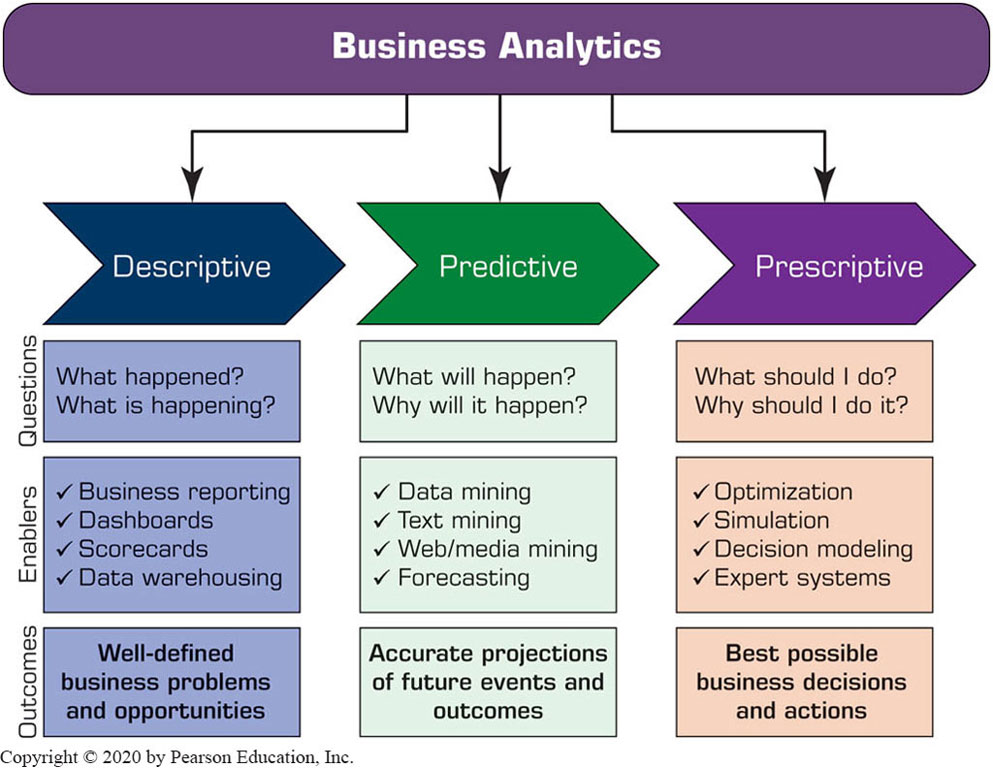 Business Analytics
Descriptive
Predictive
Prescriptive
Questions
What happened?
What is happening?
What will happen?
Why will it happen?
What should I do?
Why should I do it?
Enablers
✓ Business reporting
✓ Dashboards
✓ Scorecards
✓ Data warehousing
✓ Data mining
✓ Text mining
✓ Web/media mining
✓ Forecasting
✓ Optimization
✓ Simulation
✓ Decision modeling
✓ Expert systems
Outcomes
Well-defined
business problems
and opportunities
Accurate projections
of future events and
outcomes
Best possible
business decisions
and actions
Copyright © 2020 by Pearson Education, Inc.